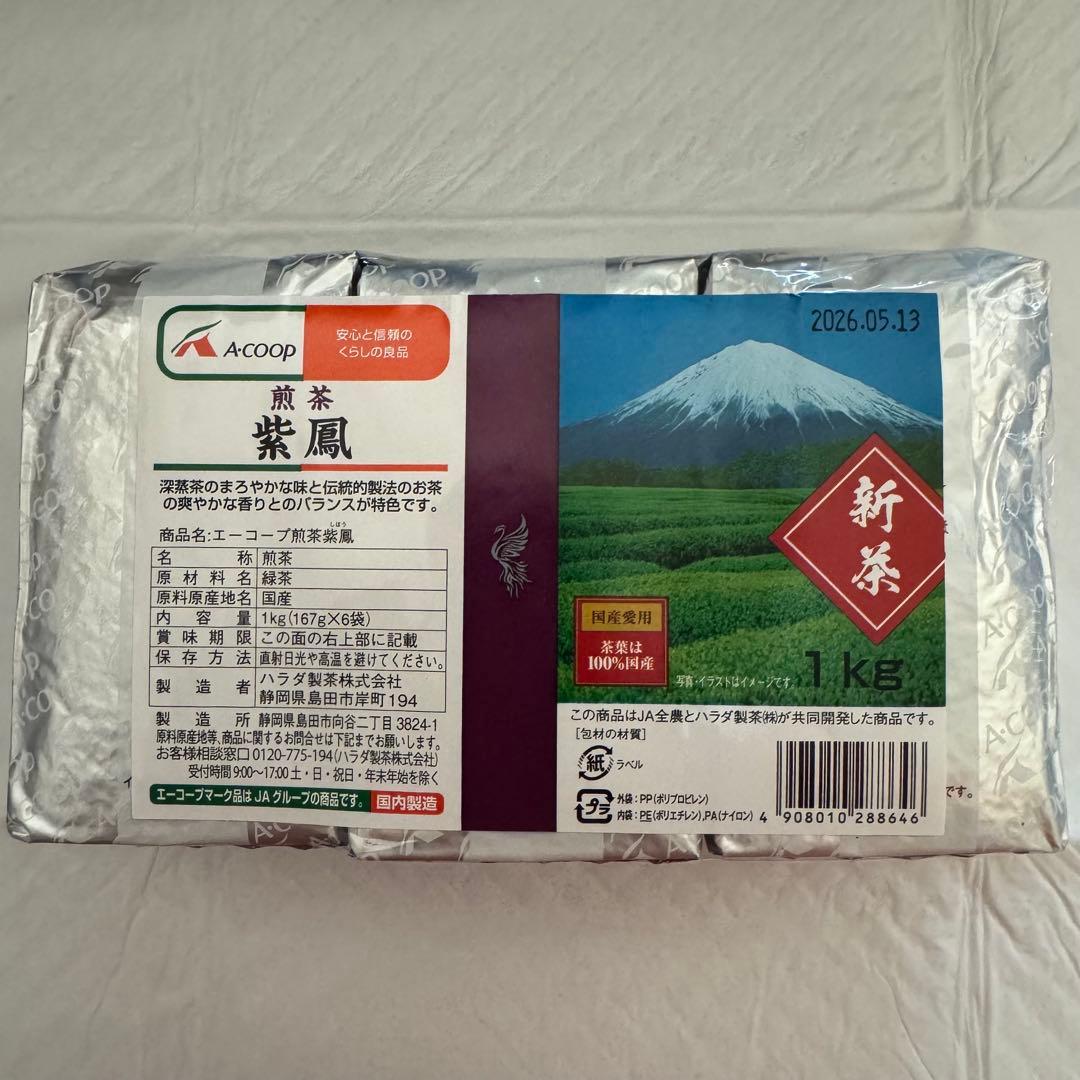 A·COOP
安心と信頼の
くらしの良品
煎茶
紫鳳
深蒸茶のまろやかな味と伝統的製法のお茶
の爽やかな香りとのバランスが特色です。
商品名:エーコープ煎茶紫鳳
しほう
名称 煎茶
原材料名 緑茶
原料原産地名 国産
内容量 1kg(167g×6袋)
賞味期限 この面の右上部に記載
保存方法 直射日光や高温を避けてください。
製造者 ハラダ製茶株式会社
静岡県島田市岸町194
製造所 静岡県島田市向谷二丁目3824-1
原料原産地等、商品に関するお問合せは下記までお願いします。
お客様相談窓口 0120-775-194(ハラダ製茶株式会社)
受付時間 9:00〜17:00 土・日・祝日・年末年始を除く
エーコープマーク品は JA グループの商品です。 国内製造
2026.05.13
新茶
国産愛用
茶葉は
100%国産
写真・イラストはイメージです。
1kg
この商品はJA全農とハラダ製茶㈱が共同開発した商品です。
[包材の材質]
紙 ラベル
プラ 外袋:PP(ポリプロピレン)
内袋:PE(ポリエチレン),PA(ナイロン)
4 908010 288646
です。
A·COOP
A·COOP
A·COOP
A·COOP
A·COOP